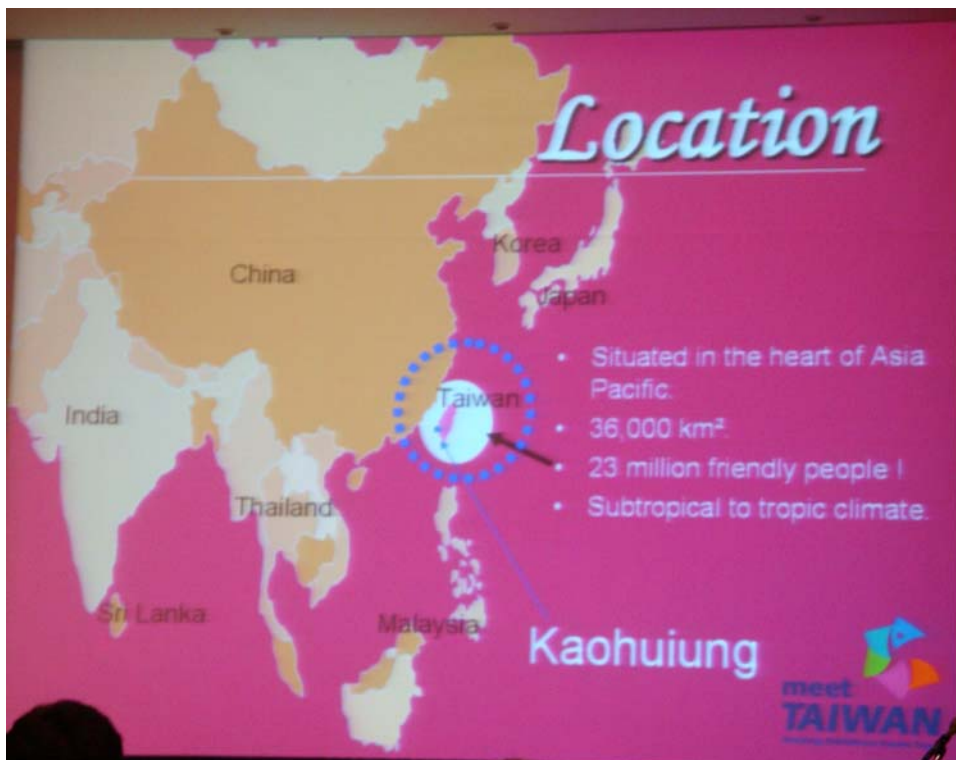 Location
Korea
China
Japan
• Situated in the heart of Asia
Pacific.
Taiwan
India
• 36,000 km².
• 23 million friendly people !
Thailand
• Subtropical to tropic climate.
Sri Lanka
Malaysia
Kaohuiung
meet
TAIWAN